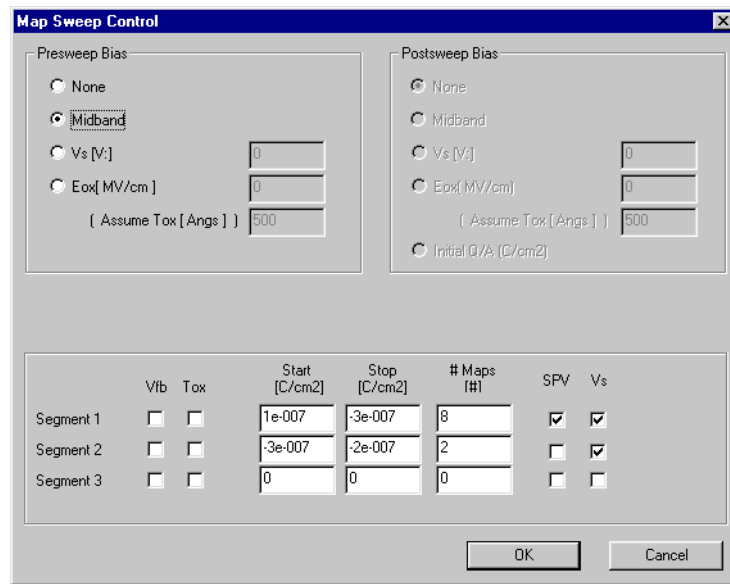 Map Sweep Control
Presweep Bias
None
Midband
Vs [V:] 0
Eox[ MV/cm ] 0
( Assume Tox [ Angs ] ) 500
Postsweep Bias
None
Midband
Vs [V:] 0
Eox[ MV/cm] 0
( Assume Tox [ Angs ] ) 500
Initial Q/A (C/cm2)
Vfb Tox Start [C/cm2] Stop [C/cm2] # Maps [#] SPV Vs
Segment 1 1e-007 -3e-007 8
Segment 2 -3e-007 -2e-007 2
Segment 3 0 0 0
OK Cancel